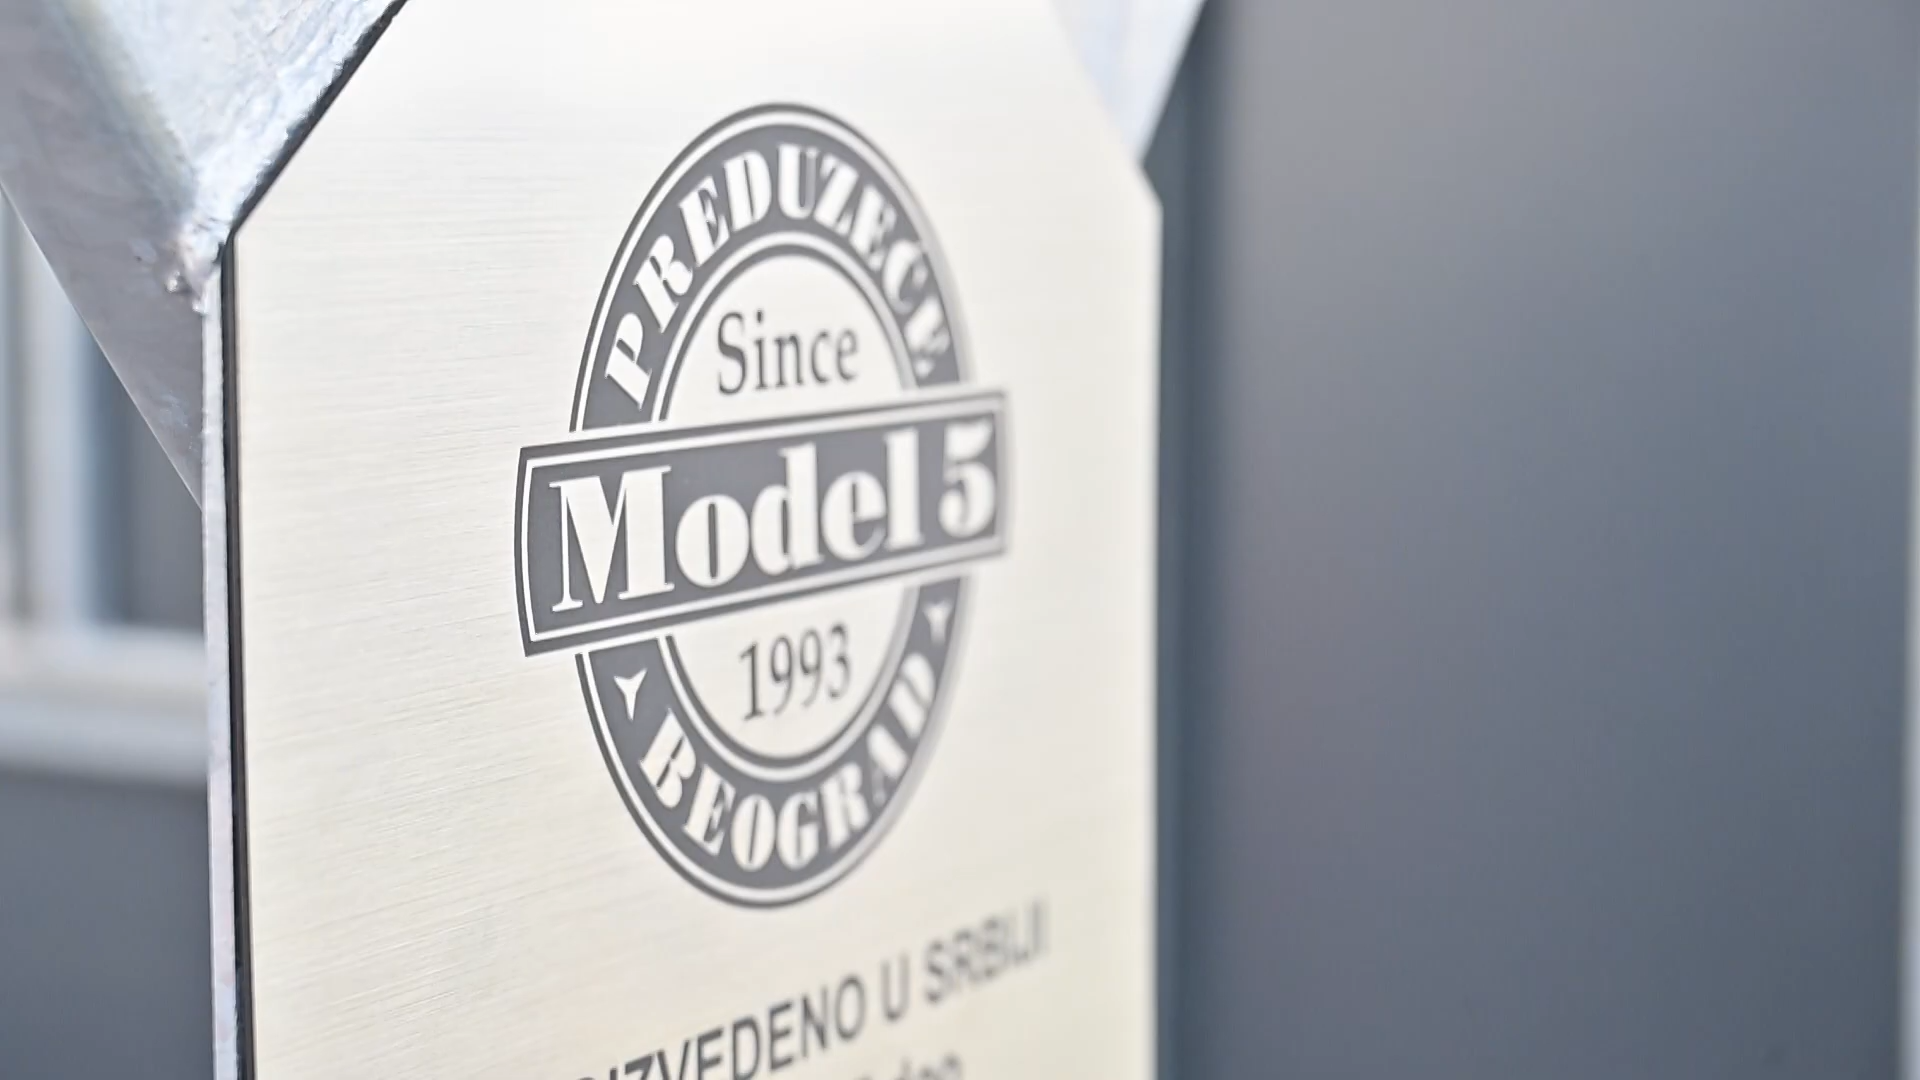 PREDUZEĆE
Since
Model 5
1993
BEOGRAD
IZVEDENO U SRBIJI